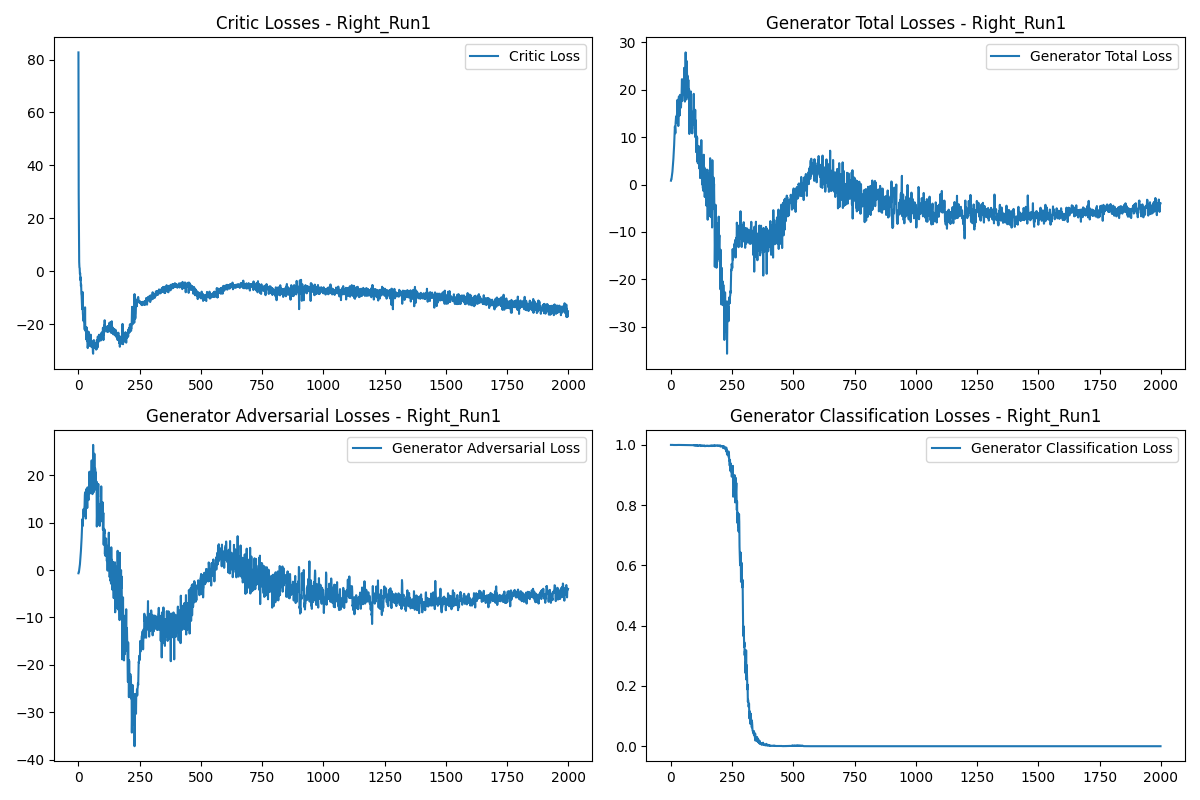 Critic Losses - Right_Run1
Critic Loss
80
60
40
20
0
−20
0 250 500 750 1000 1250 1500 1750 2000
Generator Total Losses - Right_Run1
Generator Total Loss
30
20
10
0
−10
−20
−30
0 250 500 750 1000 1250 1500 1750 2000
Generator Adversarial Losses - Right_Run1
Generator Adversarial Loss
20
10
0
−10
−20
−30
−40
0 250 500 750 1000 1250 1500 1750 2000
Generator Classification Losses - Right_Run1
Generator Classification Loss
1.0
0.8
0.6
0.4
0.2
0.0
0 250 500 750 1000 1250 1500 1750 2000